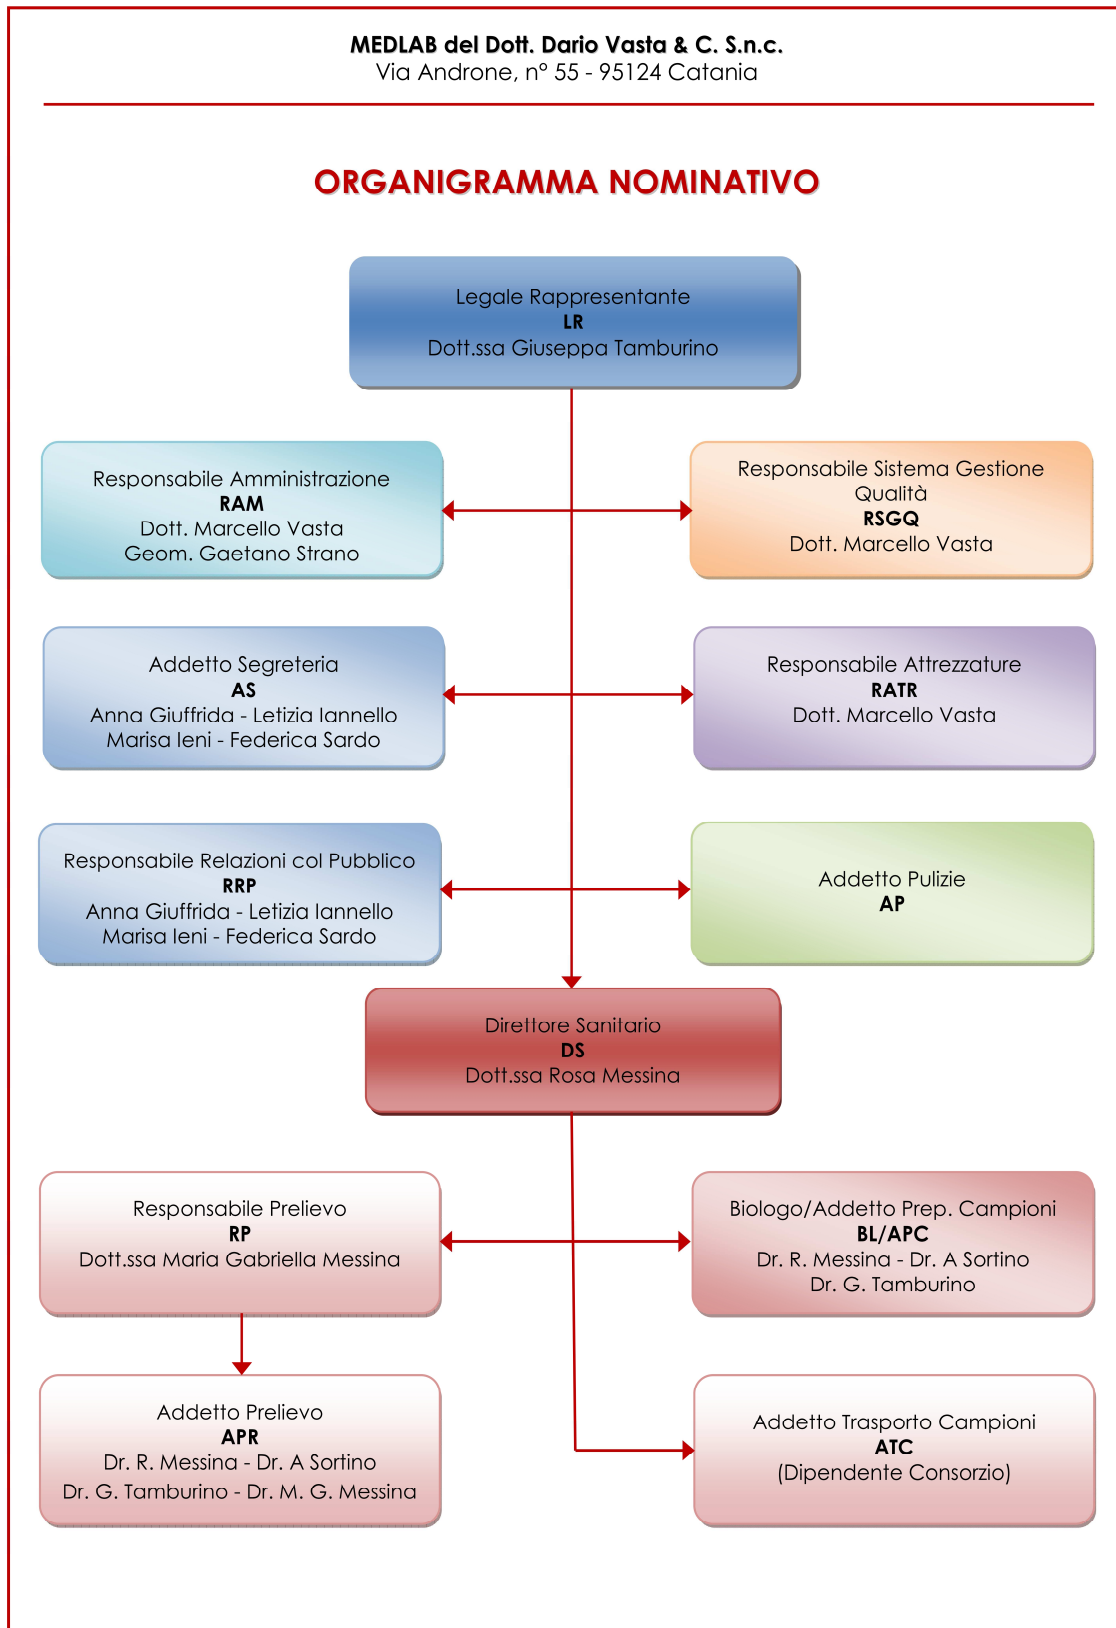 MEDLAB del Dott. Dario Vasta & C. S.n.c.
Via Androne, n° 55 - 95124 Catania
ORGANIGRAMMA NOMINATIVO
Legale Rappresentante
LR
Dott.ssa Giuseppa Tamburino
Responsabile Amministrazione
RAM
Dott. Marcello Vasta
Geom. Gaetano Strano
Responsabile Sistema Gestione
Qualità
RSGQ
Dott. Marcello Vasta
Addetto Segreteria
AS
Anna Giuffrida - Letizia Iannello
Marisa Ieni - Federica Sardo
Responsabile Attrezzature
RATR
Dott. Marcello Vasta
Responsabile Relazioni col Pubblico
RRP
Anna Giuffrida - Letizia Iannello
Marisa Ieni - Federica Sardo
Addetto Pulizie
AP
Direttore Sanitario
DS
Dott.ssa Rosa Messina
Responsabile Prelievo
RP
Dott.ssa Maria Gabriella Messina
Biologo/Addetto Prep. Campioni
BL/APC
Dr. R. Messina - Dr. A Sortino
Dr. G. Tamburino
Addetto Prelievo
APR
Dr. R. Messina - Dr. A Sortino
Dr. G. Tamburino - Dr. M. G. Messina
Addetto Trasporto Campioni
ATC
(Dipendente Consorzio)